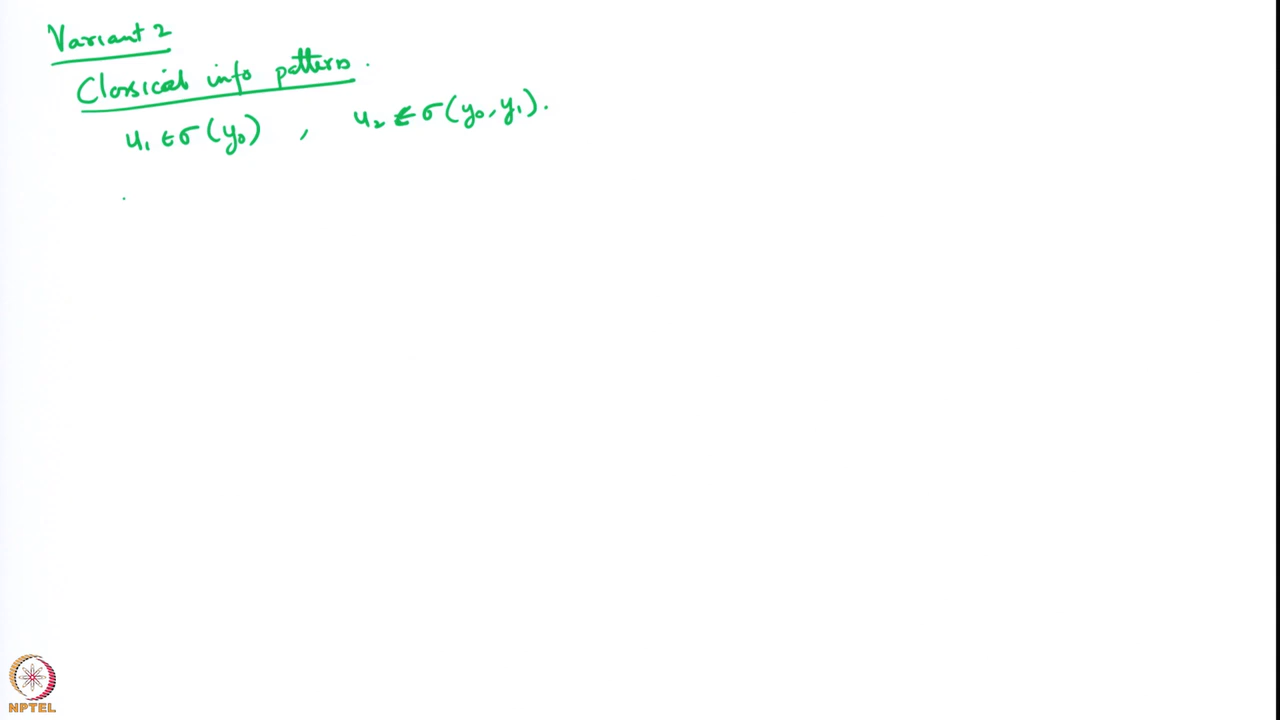 Variant 2
Classical info pattern.
u₁ ∈ σ(y₀) , u₂ ∈ σ(y₀, y₁).
NPTEL